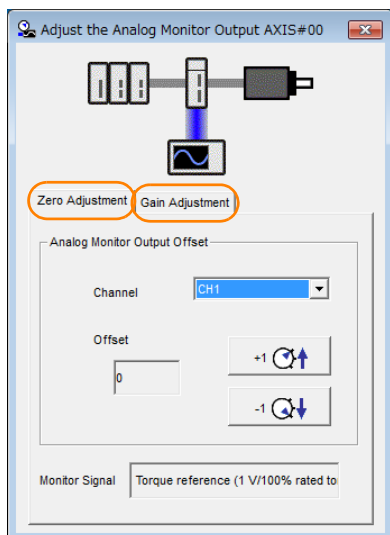 Adjust the Analog Monitor Output AXIS#00
Zero Adjustment Gain Adjustment
Analog Monitor Output Offset
Channel CH1
Offset
0
+1
-1
Monitor Signal Torque reference (1 V/100% rated to